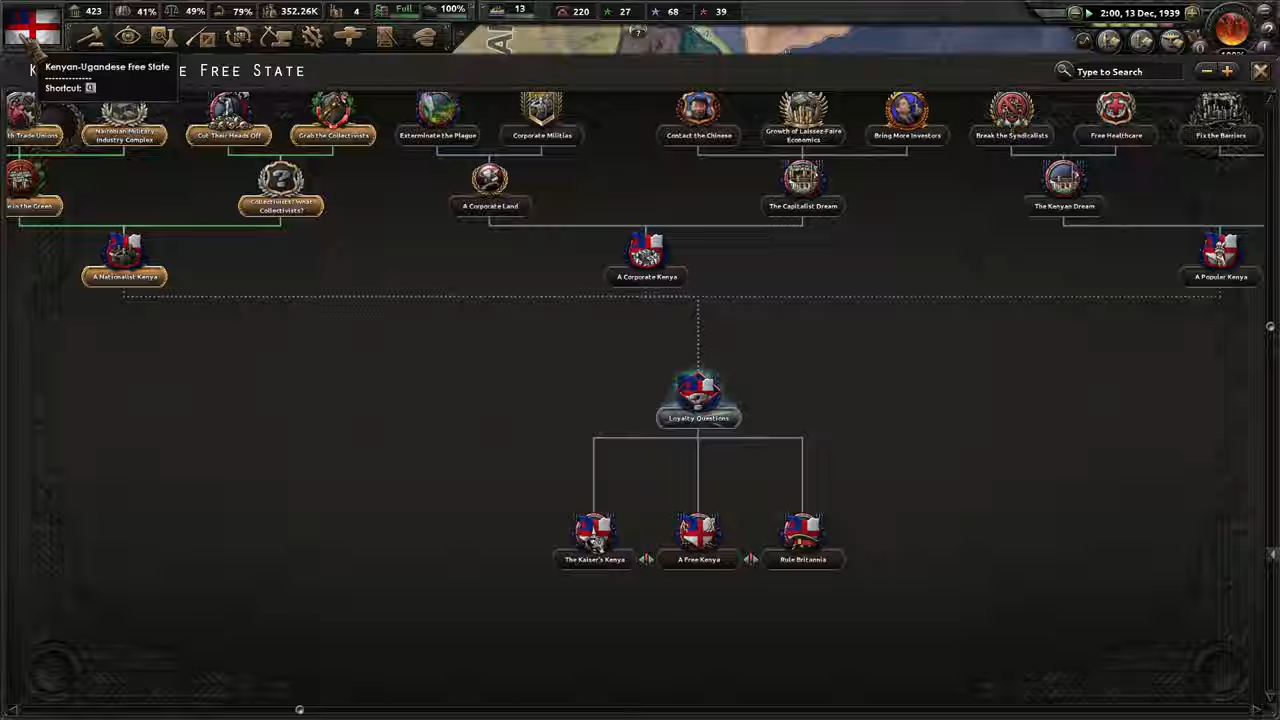 423 41% 49% 79% 352.26K 4 Full 100% 13 220 27 68 39 2:00, 13 Dec, 1939
Kenyan-Ugandese Free State
Shortcut:
e Free State
Type to Search
th Trade Unions
Nairobian Military Industry Complex
Cut Their Heads Off
Grab the Collectivists
Exterminate the Plague
Corporate Militias
Contact the Chinese
Growth of Laissez-Faire Economics
Bring More Investors
Break the Syndicalists
Free Healthcare
Fix the Barriers
e in the Green
Collectivists? What Collectivists?
A Corporate Land
The Capitalist Dream
The Kenyan Dream
A Nationalist Kenya
A Corporate Kenya
A Popular Kenya
Loyalty Questions
The Kaiser's Kenya
A Free Kenya
Rule Britannia